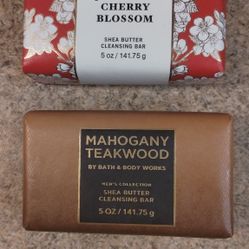 CHERRY
BLOSSOM
SHEA BUTTER
CLEANSING BAR
5 oz / 141.75 g
MAHOGANY
TEAKWOOD
BY BATH & BODY WORKS
MEN'S COLLECTION
SHEA BUTTER
CLEANSING BAR
5 OZ / 141.75 g